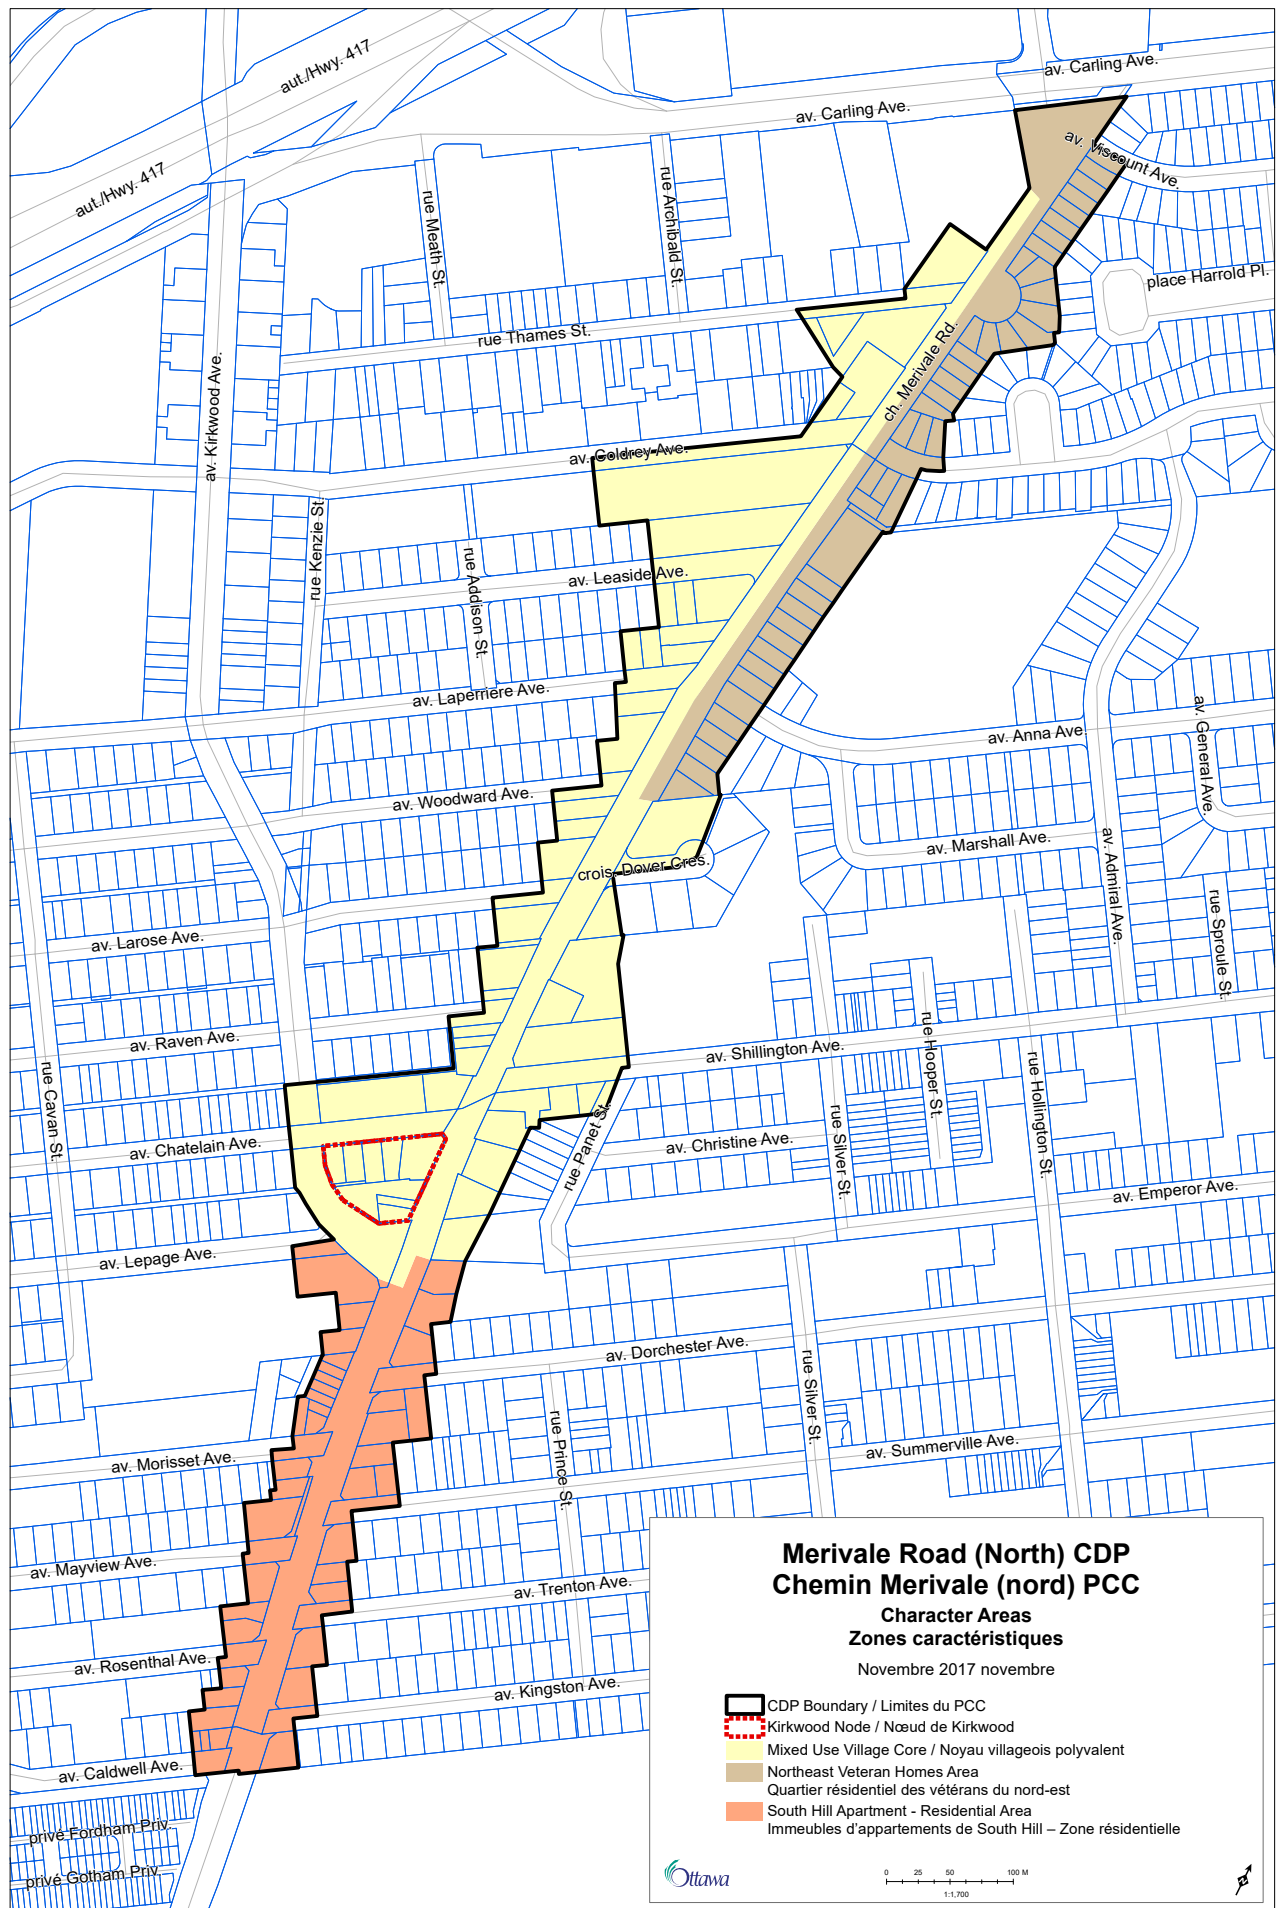 av. Carling Ave.
aut./Hwy. 417
av. Carling Ave.
av. Viscount Ave.
aut./Hwy. 417
rue Meath St.
rue Archibald St.
place Harrold Pl.
rue Thames St.
ch. Merivale Rd.
av. Kirkwood Ave.
av. Coldrey Ave.
rue Kenzie St.
rue Addison St.
av. Leaside Ave.
av. Laperriere Ave.
av. General Ave.
av. Anna Ave.
av. Woodward Ave.
av. Marshall Ave.
av. Admiral Ave.
crois. Dover Cres.
rue Sproule St.
av. Larose Ave.
av. Raven Ave.
av. Shillington Ave.
rue Hooper St.
rue Cavan St.
rue Hollington St.
av. Chatelain Ave.
rue Panet St.
av. Christine Ave.
rue Silver St.
av. Emperor Ave.
av. Lepage Ave.
av. Dorchester Ave.
rue Silver St.
rue Prince St.
av. Summerville Ave.
av. Morisset Ave.
av. Mayview Ave.
av. Trenton Ave.
av. Rosenthal Ave.
av. Kingston Ave.
av. Caldwell Ave.
privé Fordham Priv.
privé Gotham Priv.
Merivale Road (North) CDP
Chemin Merivale (nord) PCC
Character Areas
Zones caractéristiques
Novembre 2017 novembre
CDP Boundary / Limites du PCC
Kirkwood Node / Nœud de Kirkwood
Mixed Use Village Core / Noyau villageois polyvalent
Northeast Veteran Homes Area
Quartier résidentiel des vétérans du nord-est
South Hill Apartment - Residential Area
Immeubles d'appartements de South Hill – Zone résidentielle
Ottawa
0 25 50 100 M
1:1,700